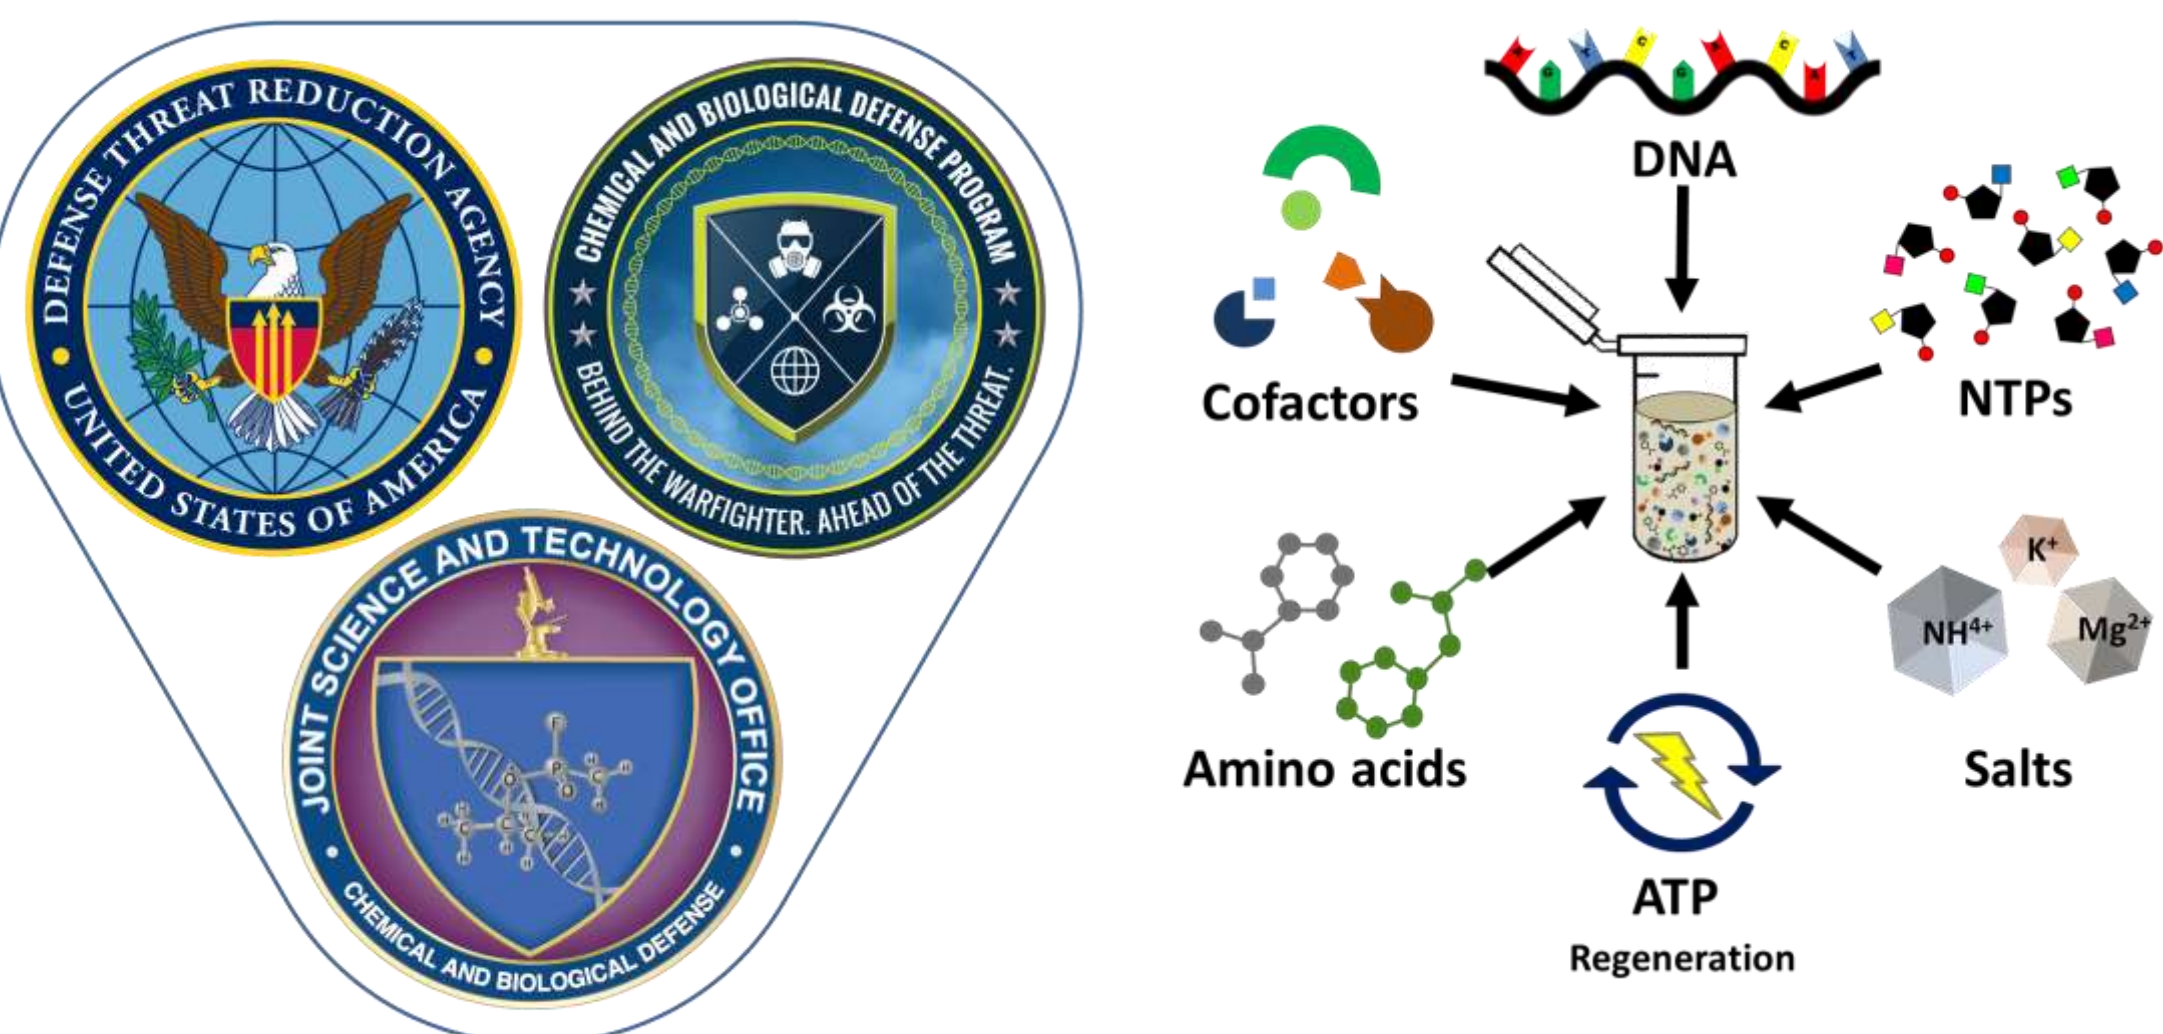 DEFENSE THREAT REDUCTION AGENCY
UNITED STATES OF AMERICA
CHEMICAL AND BIOLOGICAL DEFENSE PROGRAM
BEHIND THE WARFIGHTER. AHEAD OF THE THREAT.
JOINT SCIENCE AND TECHNOLOGY OFFICE
CHEMICAL AND BIOLOGICAL DEFENSE
F
O P C H
O H
H
C C C
H H H
A G T C G A C A T
DNA
Cofactors
NTPs
Amino acids
K+
NH4+
Mg2+
Salts
ATP
Regeneration